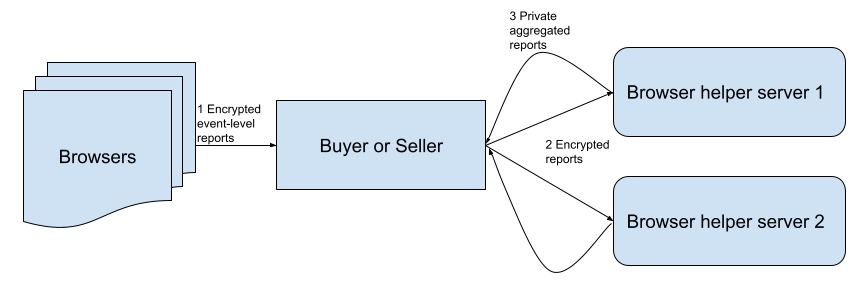 3 Private
aggregated
reports
Browser helper server 1
1 Encrypted
event-level
reports
Browsers
Buyer or Seller
2 Encrypted
reports
Browser helper server 2